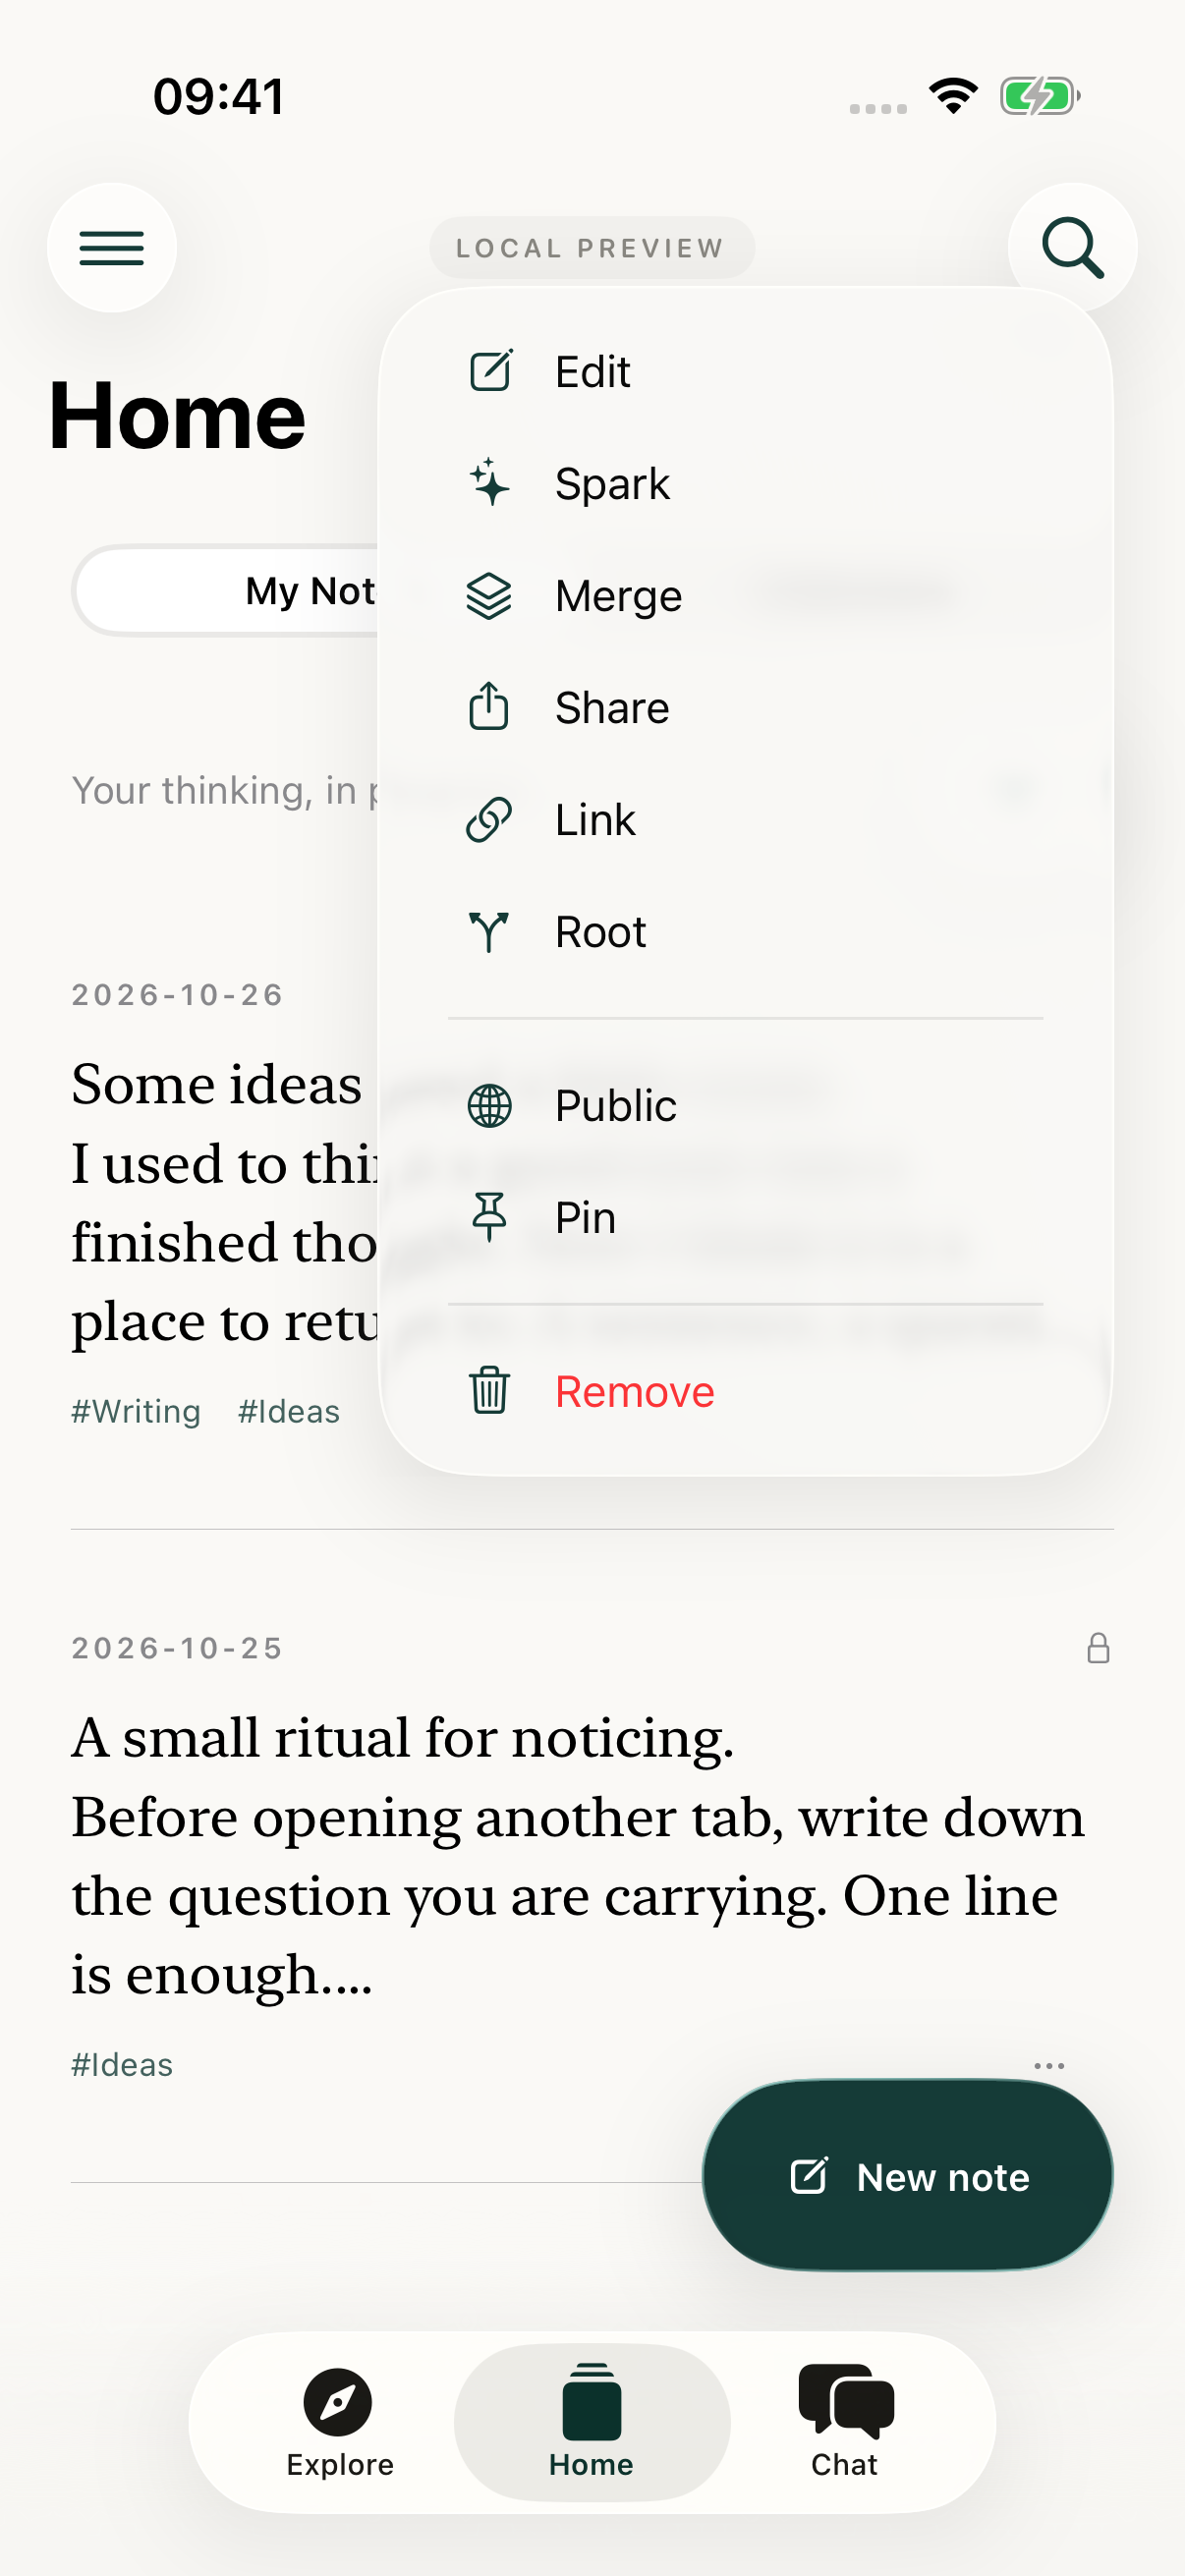 09:41
LOCAL PREVIEW
Home
My Not
Your thinking, in
Edit
Spark
Merge
Share
Link
Root
Public
Pin
Remove
2026-10-26
Some ideas
I used to
finished
place to
#Writing #Ideas
2026-10-25
A small ritual for noticing.
Before opening another tab, write down
the question you are carrying. One line
is enough....
#Ideas
New note
Explore
Home
Chat